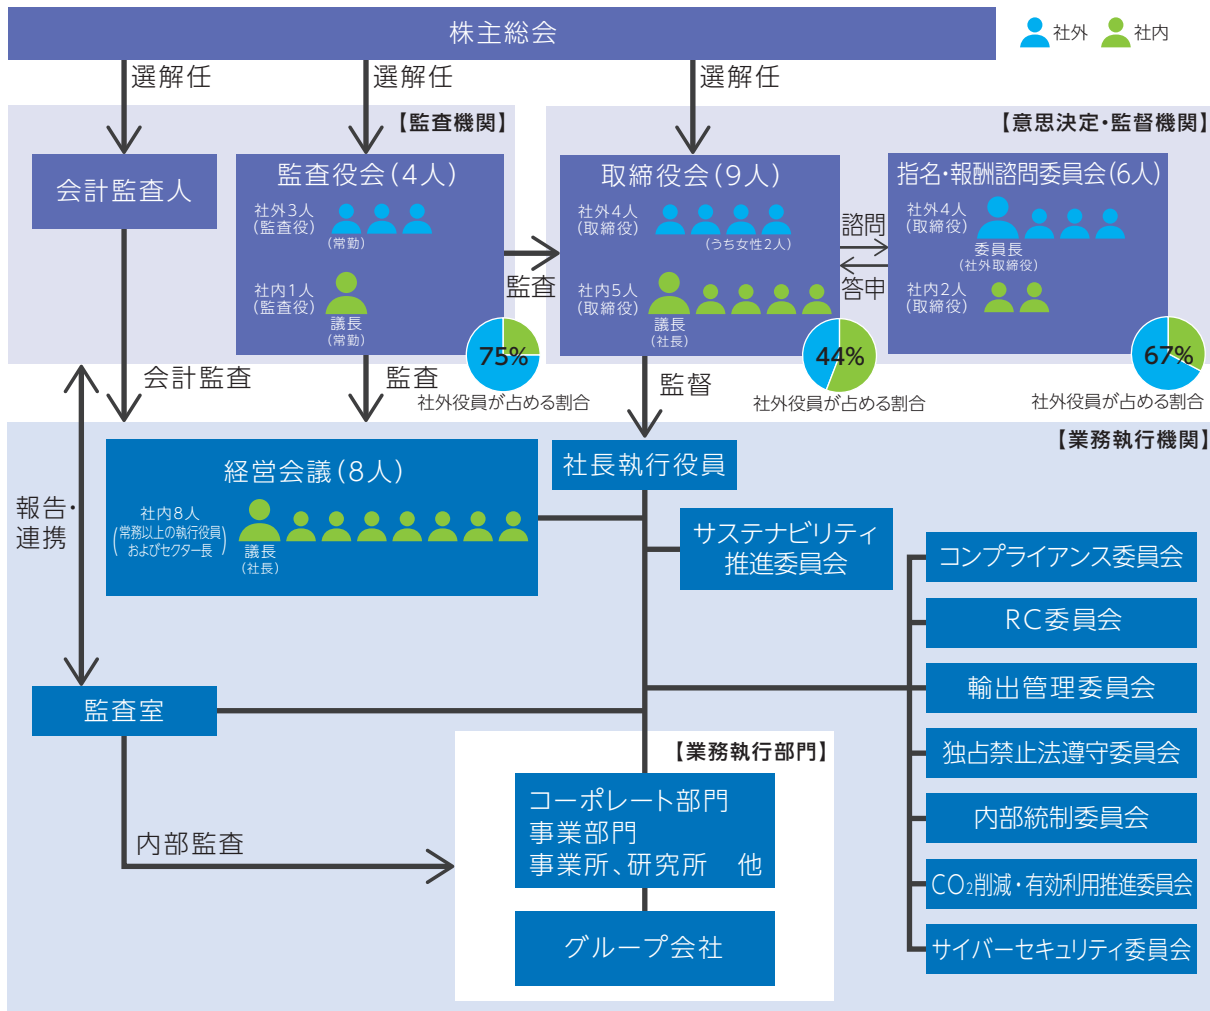 株主総会
社外
社内
選解任
選解任
選解任
【監査機関】
【意思決定・監督機関】
会計監査人
監査役会(4人)
社外3人
(監査役)
(常勤)
社内1人
(監査役)
議長
(常勤)
75%
社外役員が占める割合
監査
取締役会(9人)
社外4人
(取締役)
(うち女性2人)
社内5人
(取締役)
議長
(社長)
44%
社外役員が占める割合
諮問
答申
指名・報酬諮問委員会(6人)
社外4人
(取締役)
委員長
(社外取締役)
社内2人
(取締役)
67%
社外役員が占める割合
会計監査
監査
監督
【業務執行機関】
報告・
連携
経営会議(8人)
社内8人
(常務以上の執行役員
およびセクター長)
議長
(社長)
社長執行役員
サステナビリティ
推進委員会
コンプライアンス委員会
RC委員会
輸出管理委員会
独占禁止法遵守委員会
内部統制委員会
CO2削減・有効利用推進委員会
サイバーセキュリティ委員会
監査室
内部監査
【業務執行部門】
コーポレート部門
事業部門
事業所、研究所　他
グループ会社